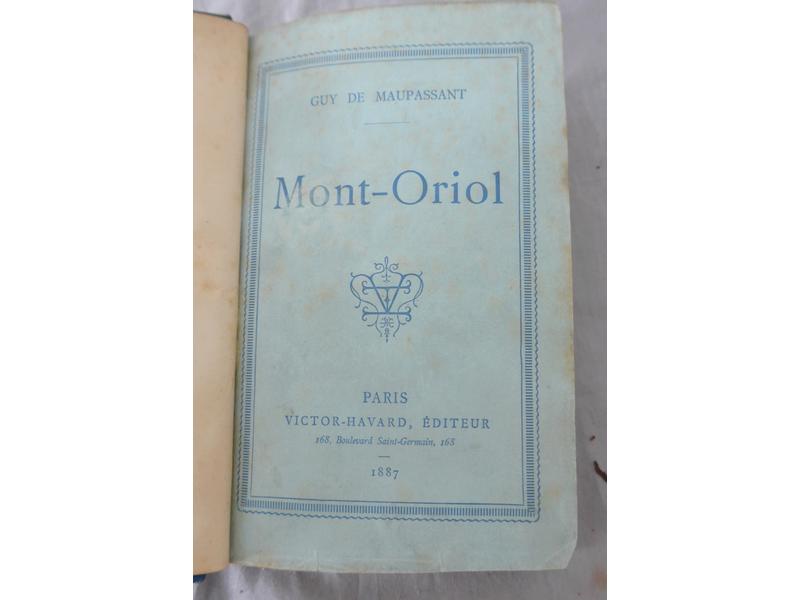 GUY DE MAUPASSANT
Mont-Oriol
PARIS
VICTOR-HAVARD, ÉDITEUR
168, Boulevard Saint-Germain, 168
1887